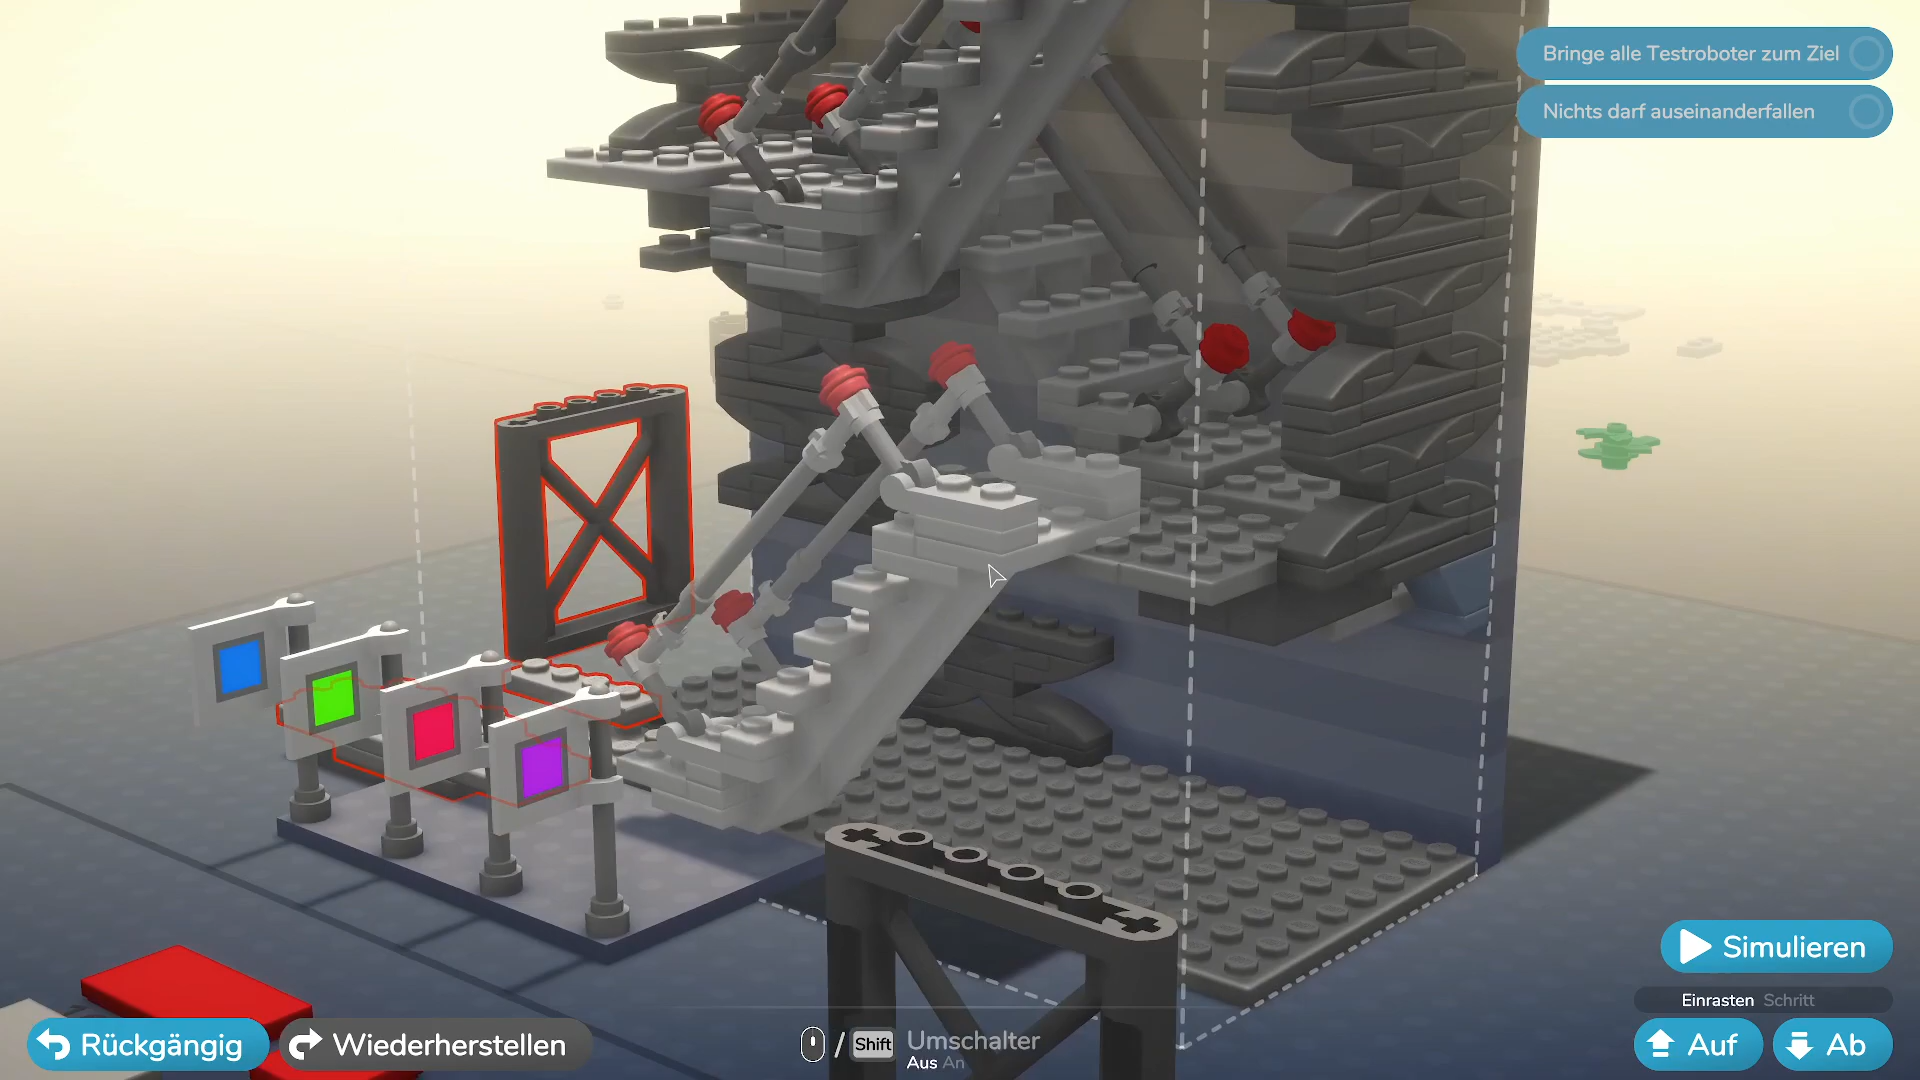 Bringe alle Testroboter zum Ziel
Nichts darf auseinanderfallen
Simulieren
Einrasten Schritt
Rückgängig
Wiederherstellen
/ Shift Umschalter
Aus An
Auf
Ab